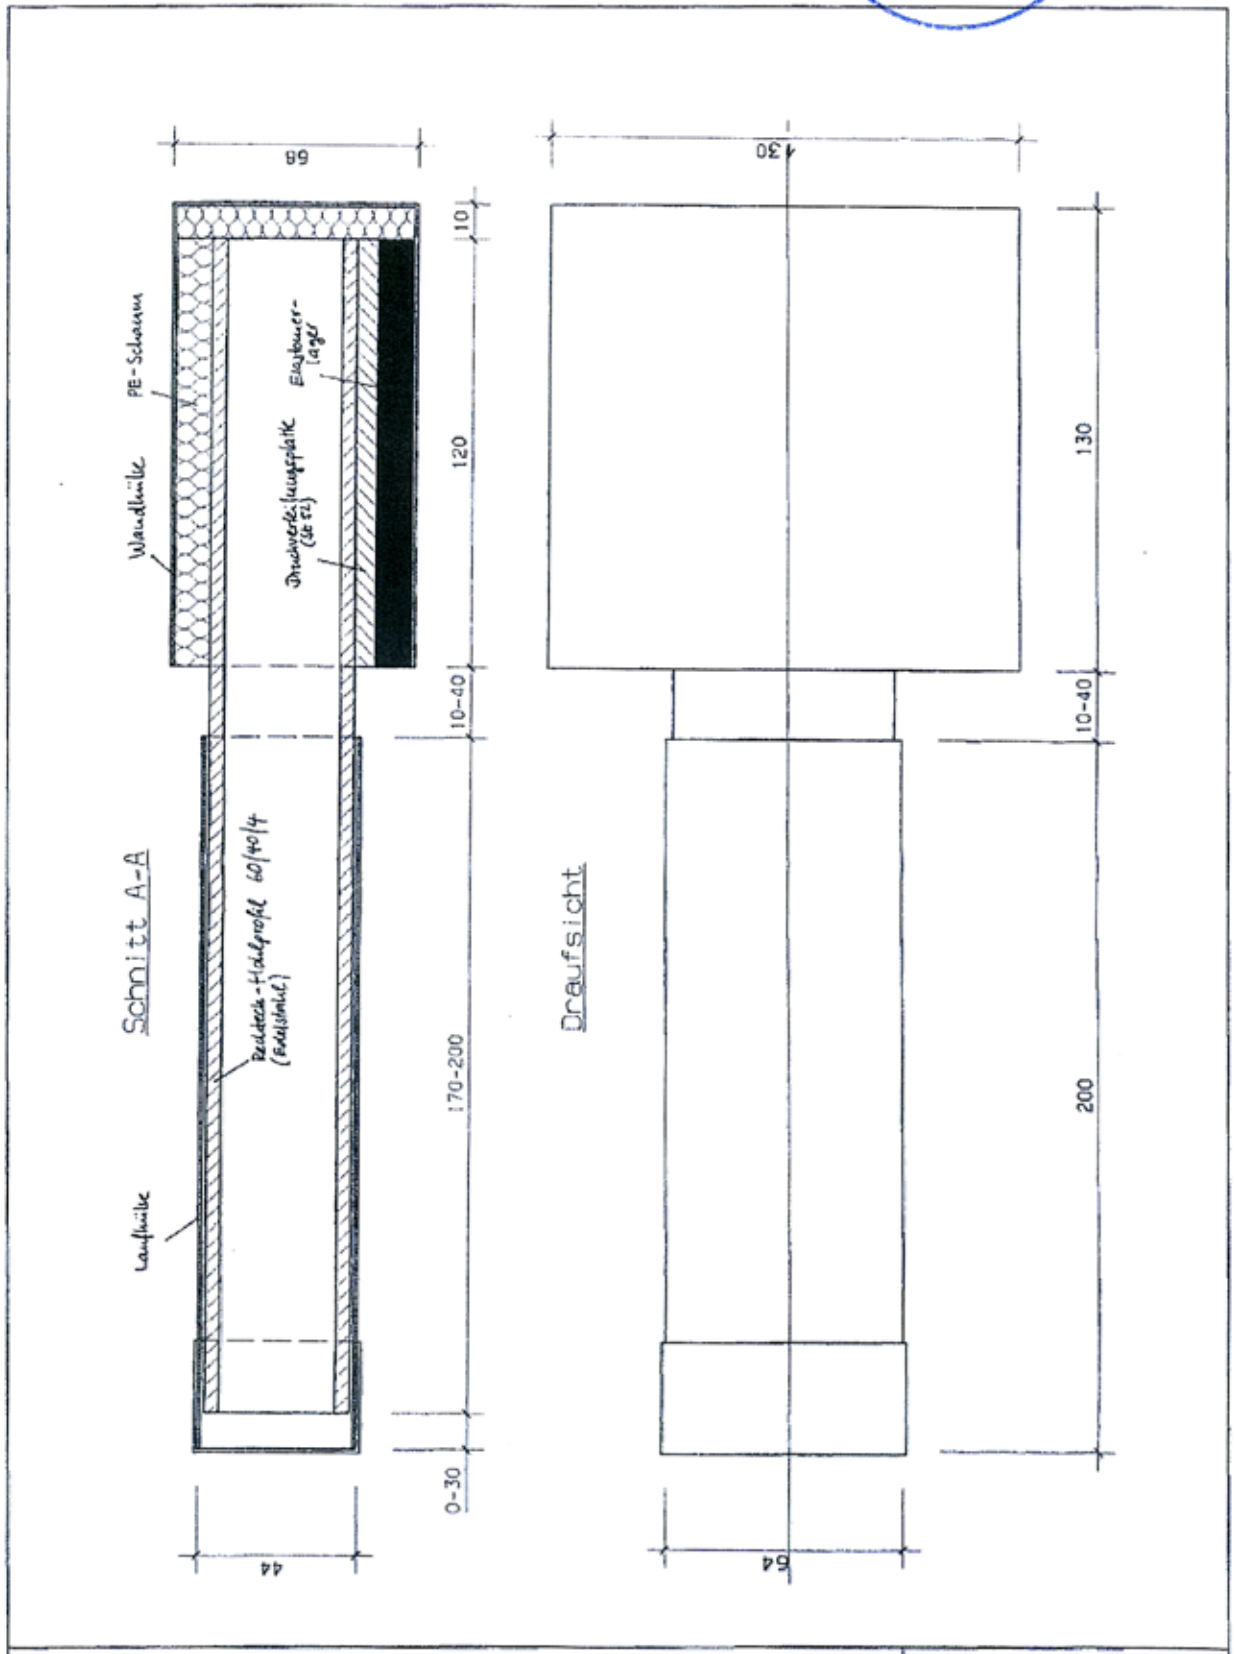 Schnitt A-A
Laufhülse
Rechteck-Hohlprofil 60/40/4
(Edelstahl)
Wandhülse
PE-Schaum
Druckverteilungsplatte
(St 52)
Elastomer-
lager
44
0-30
170-200
10-40
120
10
68
Draufsicht
64
200
10-40
130
130